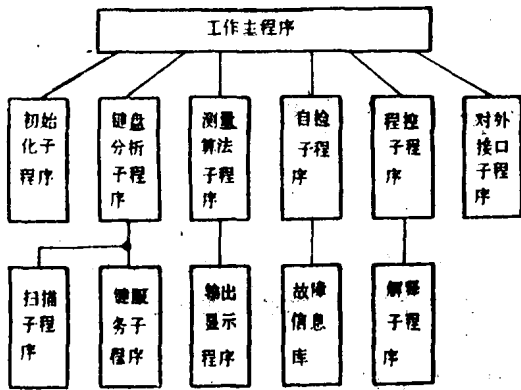 工作主程序
初始
化子
程序
键盘
分析
子程
序
测量
算法
子程
序
自检
子程
序
程控
子程
序
对外
接口
子程
序
扫描
子程
序
键服
务子
程序
输出
显示
程序
故障
信息
库
解释
子程
序